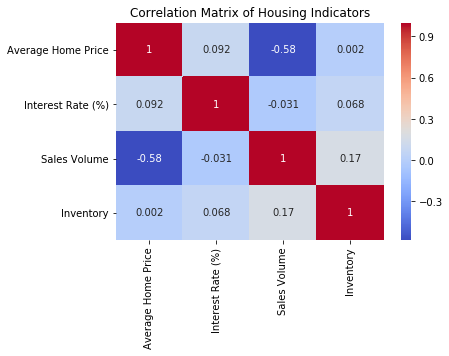 Correlation Matrix of Housing Indicators
Average Home Price 1 0.092 -0.58 0.002
Interest Rate (%) 0.092 1 -0.031 0.068
Sales Volume -0.58 -0.031 1 0.17
Inventory 0.002 0.068 0.17 1
Average Home Price
Interest Rate (%)
Sales Volume
Inventory
0.9
0.6
0.3
0.0
−0.3